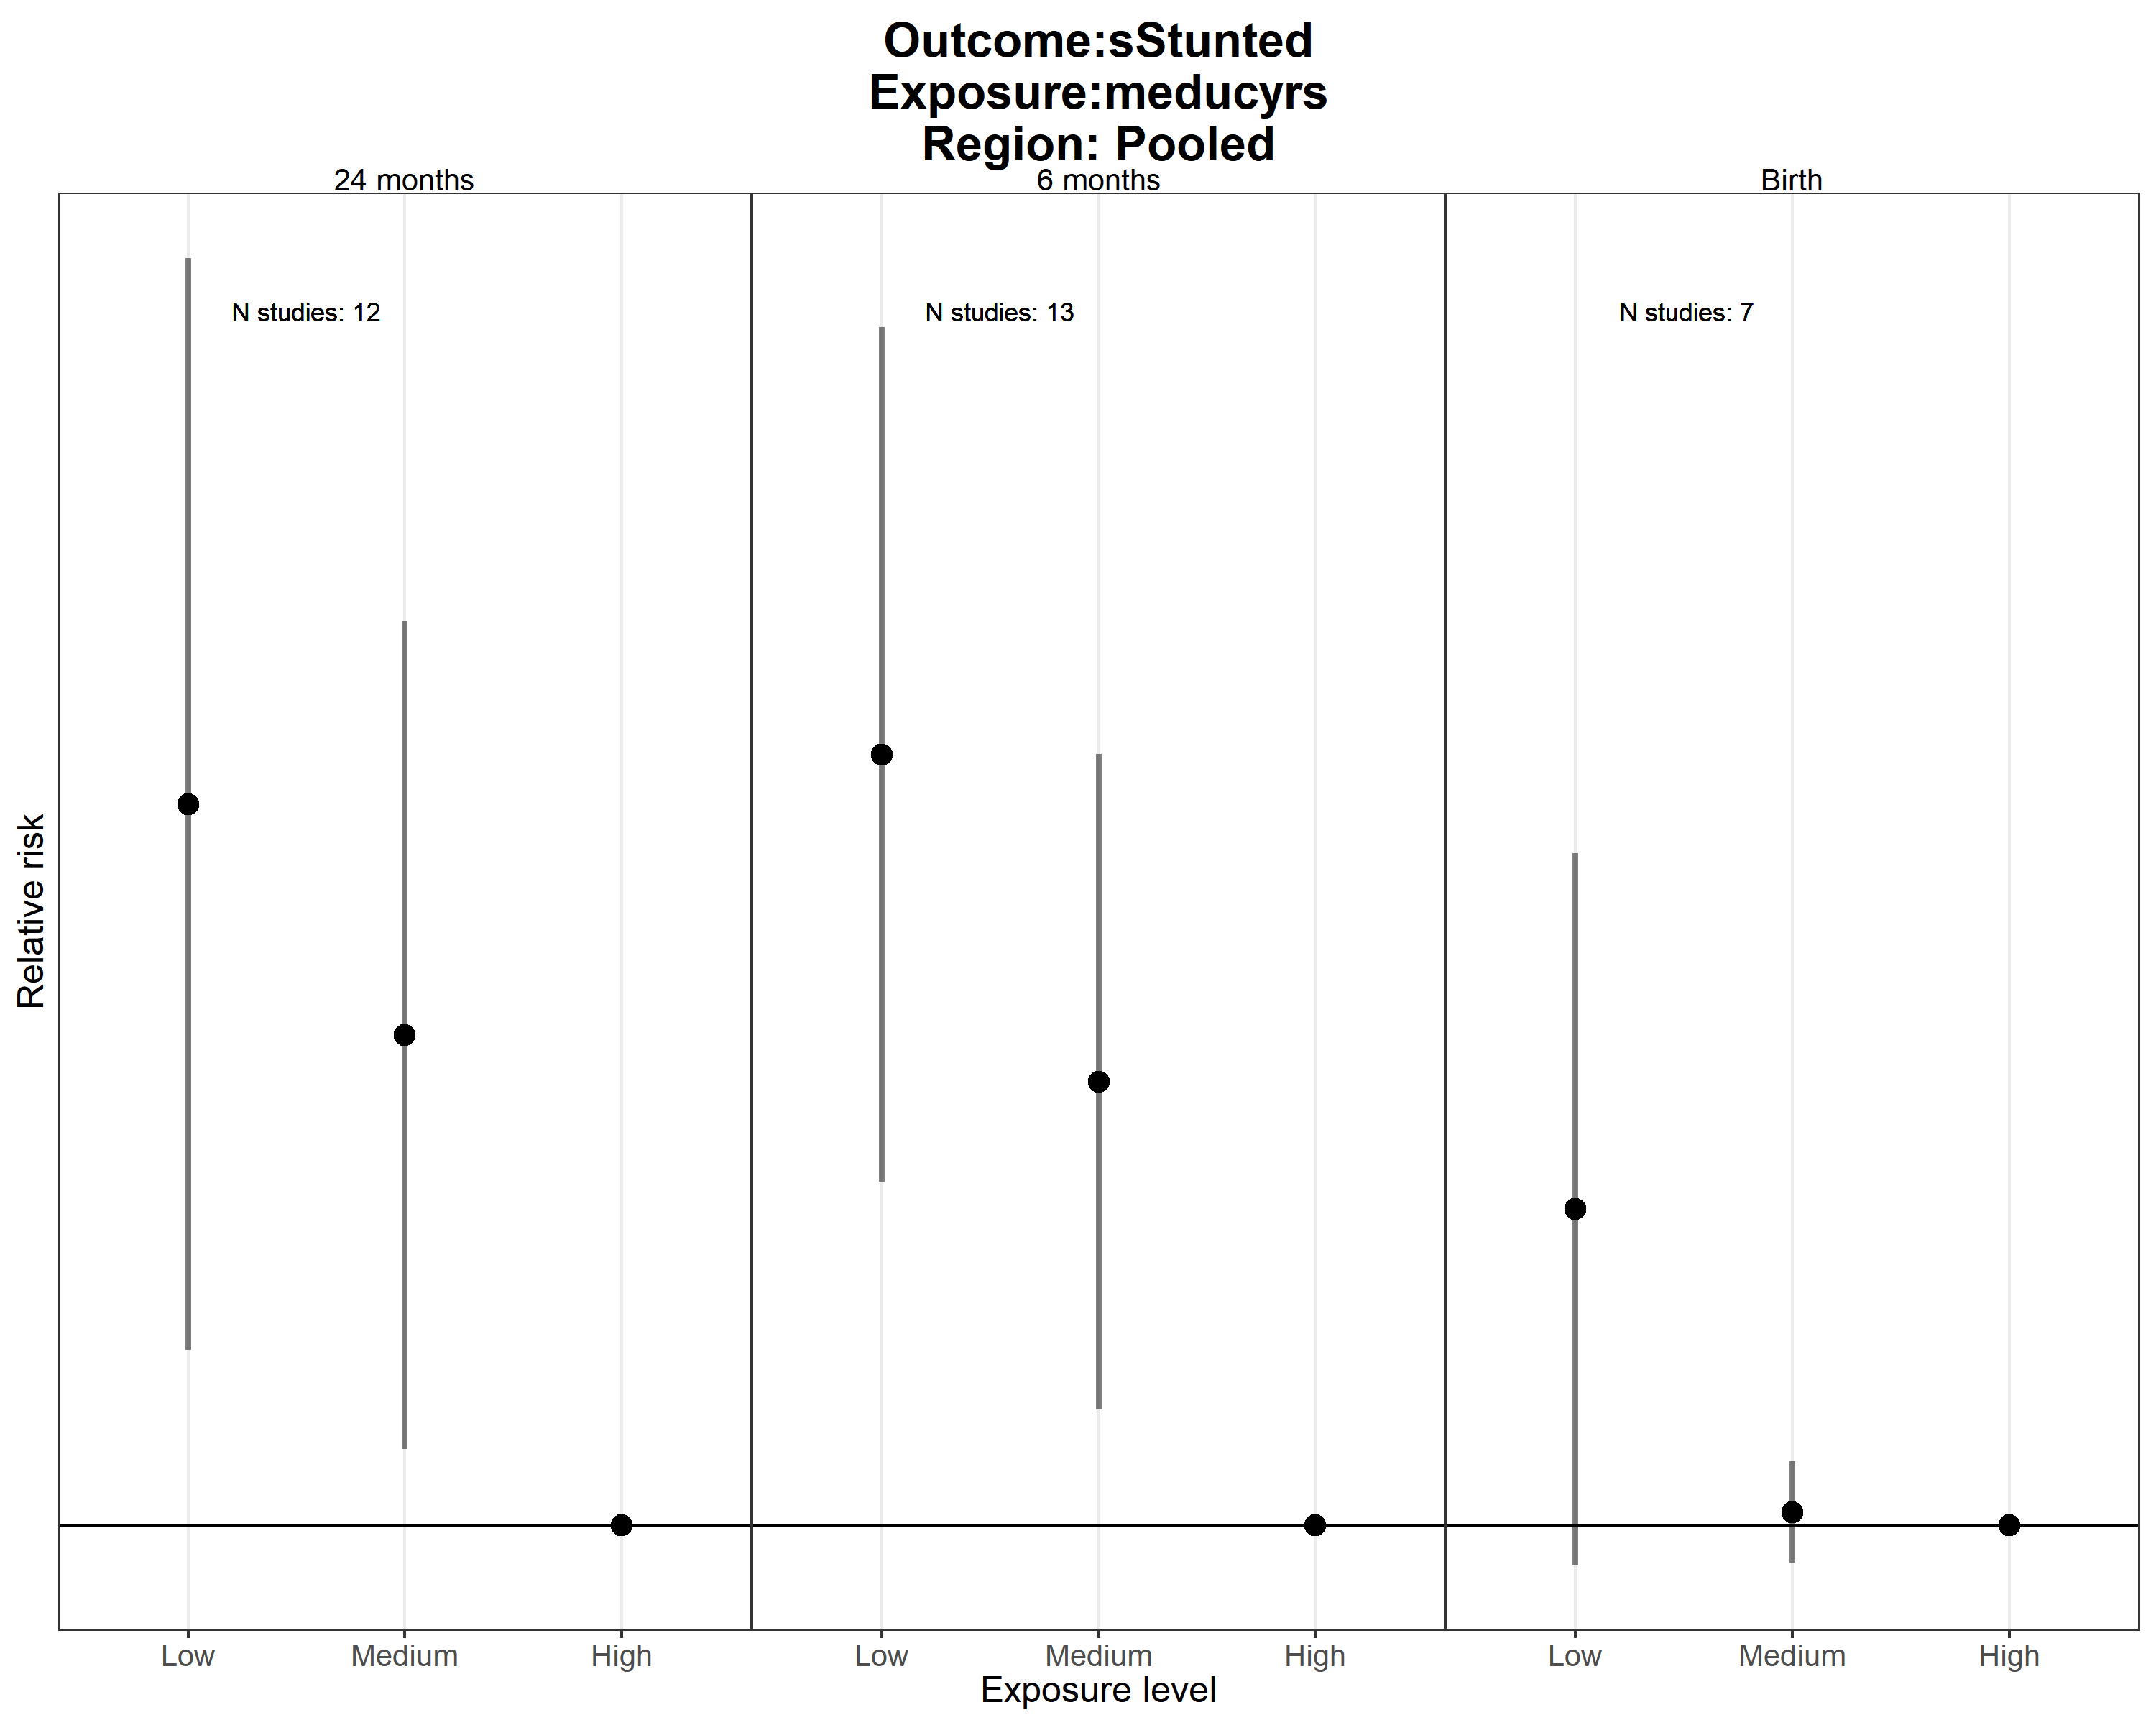 Outcome:sStunted
Exposure:meducyrs
Region: Pooled
24 months
6 months
Birth
N studies: 12
N studies: 13
N studies: 7
Relative risk
Low
Medium
High
Low
Medium
High
Low
Medium
High
Exposure level